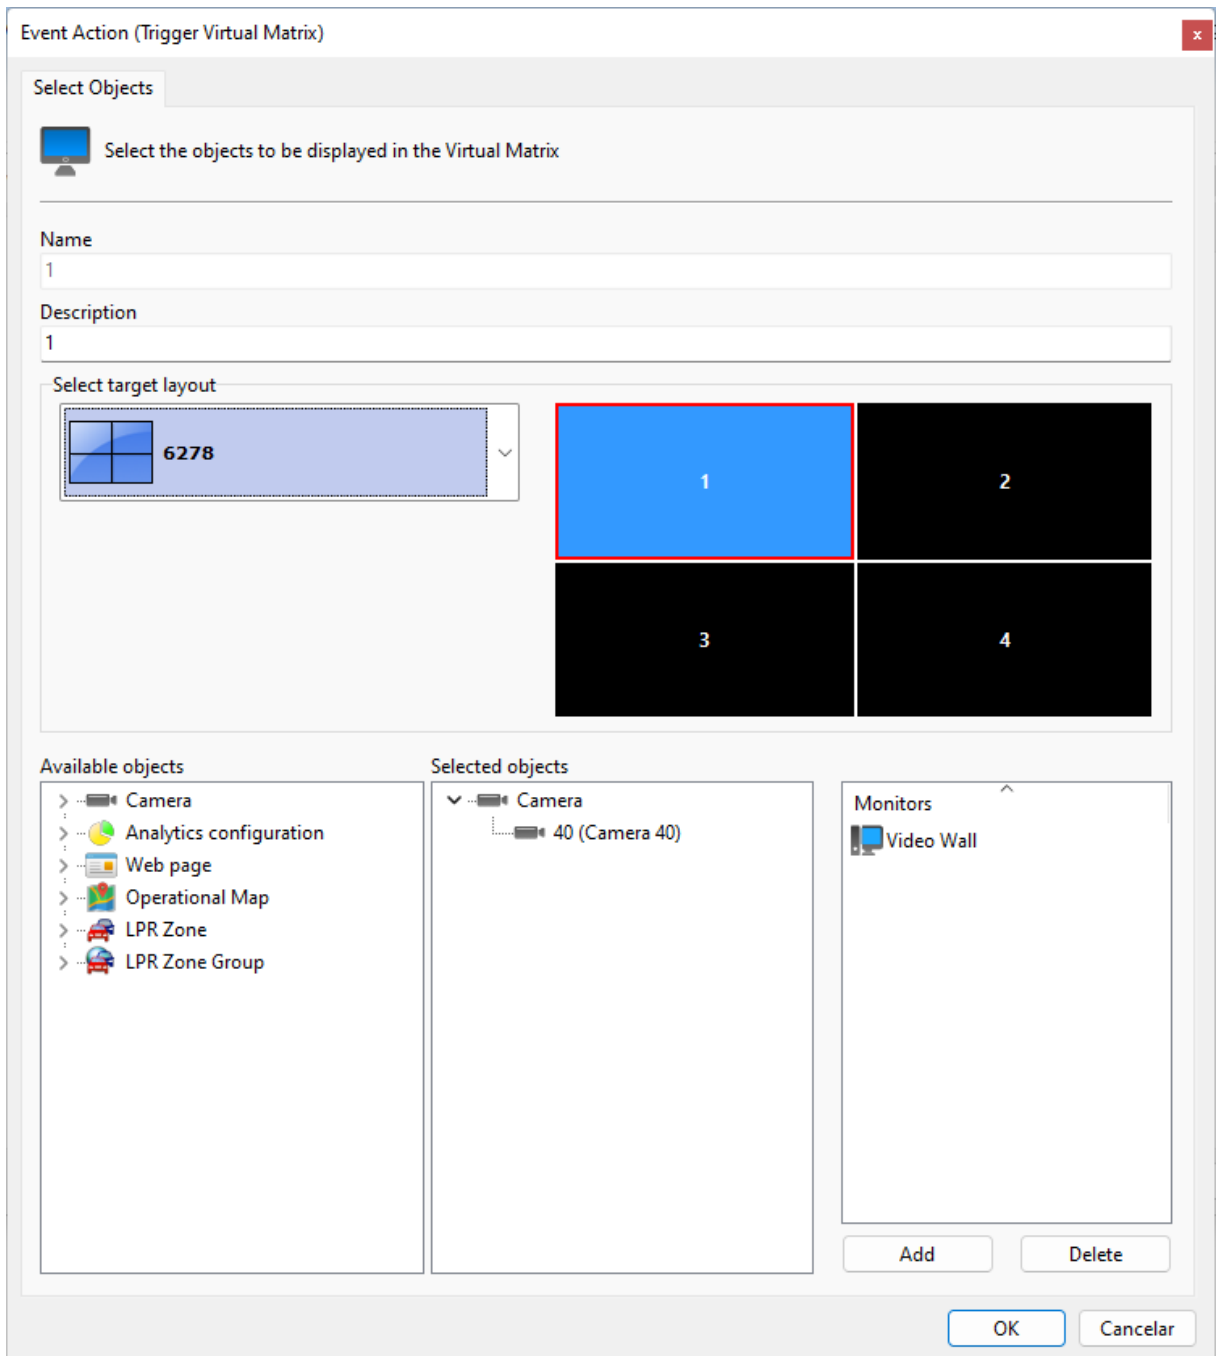 Event Action (Trigger Virtual Matrix)
x
Select Objects
Select the objects to be displayed in the Virtual Matrix
Name
1
Description
1
Select target layout
6278
1
2
3
4
Available objects
Camera
Analytics configuration
Web page
Operational Map
LPR Zone
LPR Zone Group
Selected objects
Camera
40 (Camera 40)
Monitors
Video Wall
Add
Delete
OK
Cancelar